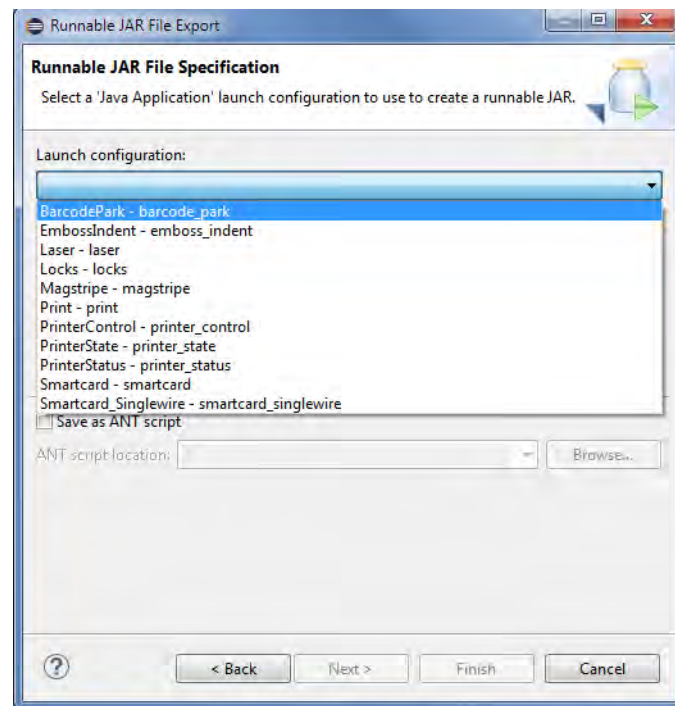 Runnable JAR File Export
Runnable JAR File Specification
Select a 'Java Application' launch configuration to use to create a runnable JAR.
Launch configuration:
BarcodePark - barcode_park
EmbossIndent - emboss_indent
Laser - laser
Locks - locks
Magstripe - magstripe
Print - print
PrinterControl - printer_control
PrinterState - printer_state
PrinterStatus - printer_status
Smartcard - smartcard
Smartcard_Singlewire - smartcard_singlewire
Save as ANT script
ANT script location: Browse...
? < Back Next > Finish Cancel